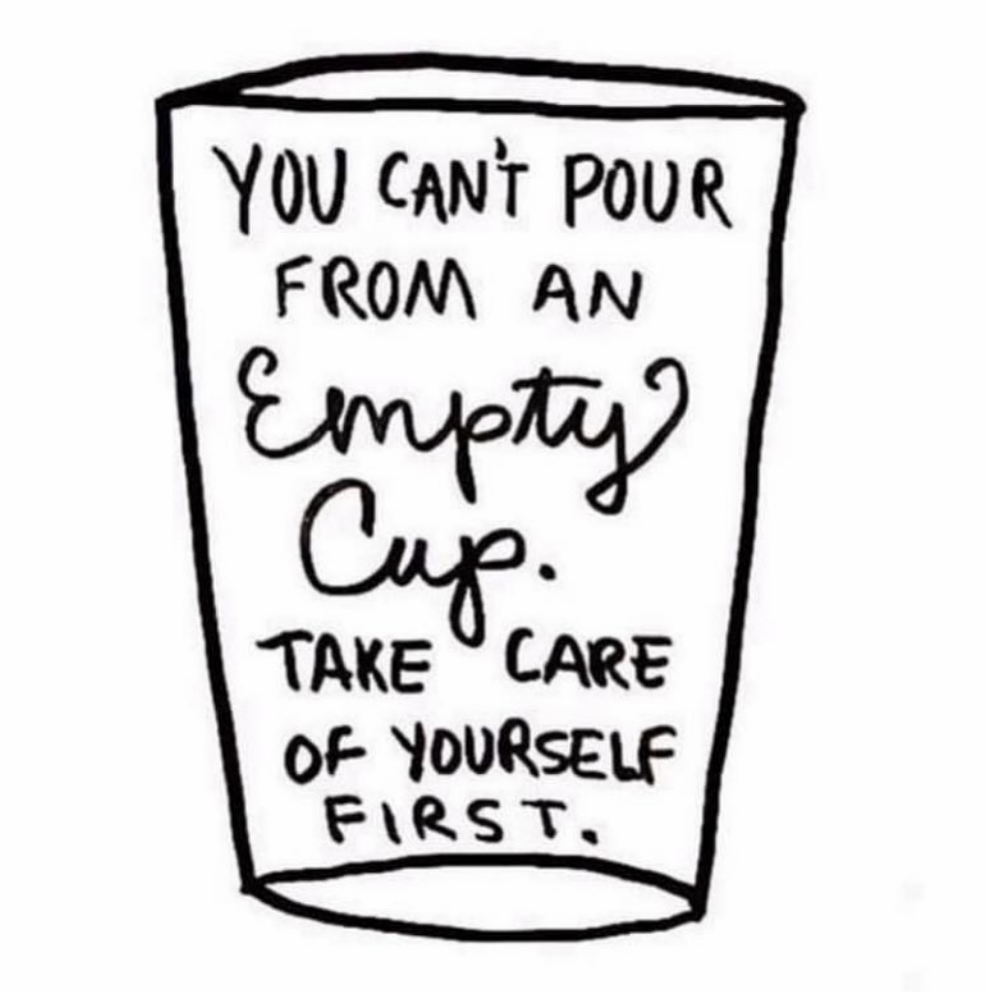 YOU CAN'T POUR
FROM AN
Empty
Cup.
TAKE CARE
OF YOURSELF
FIRST.